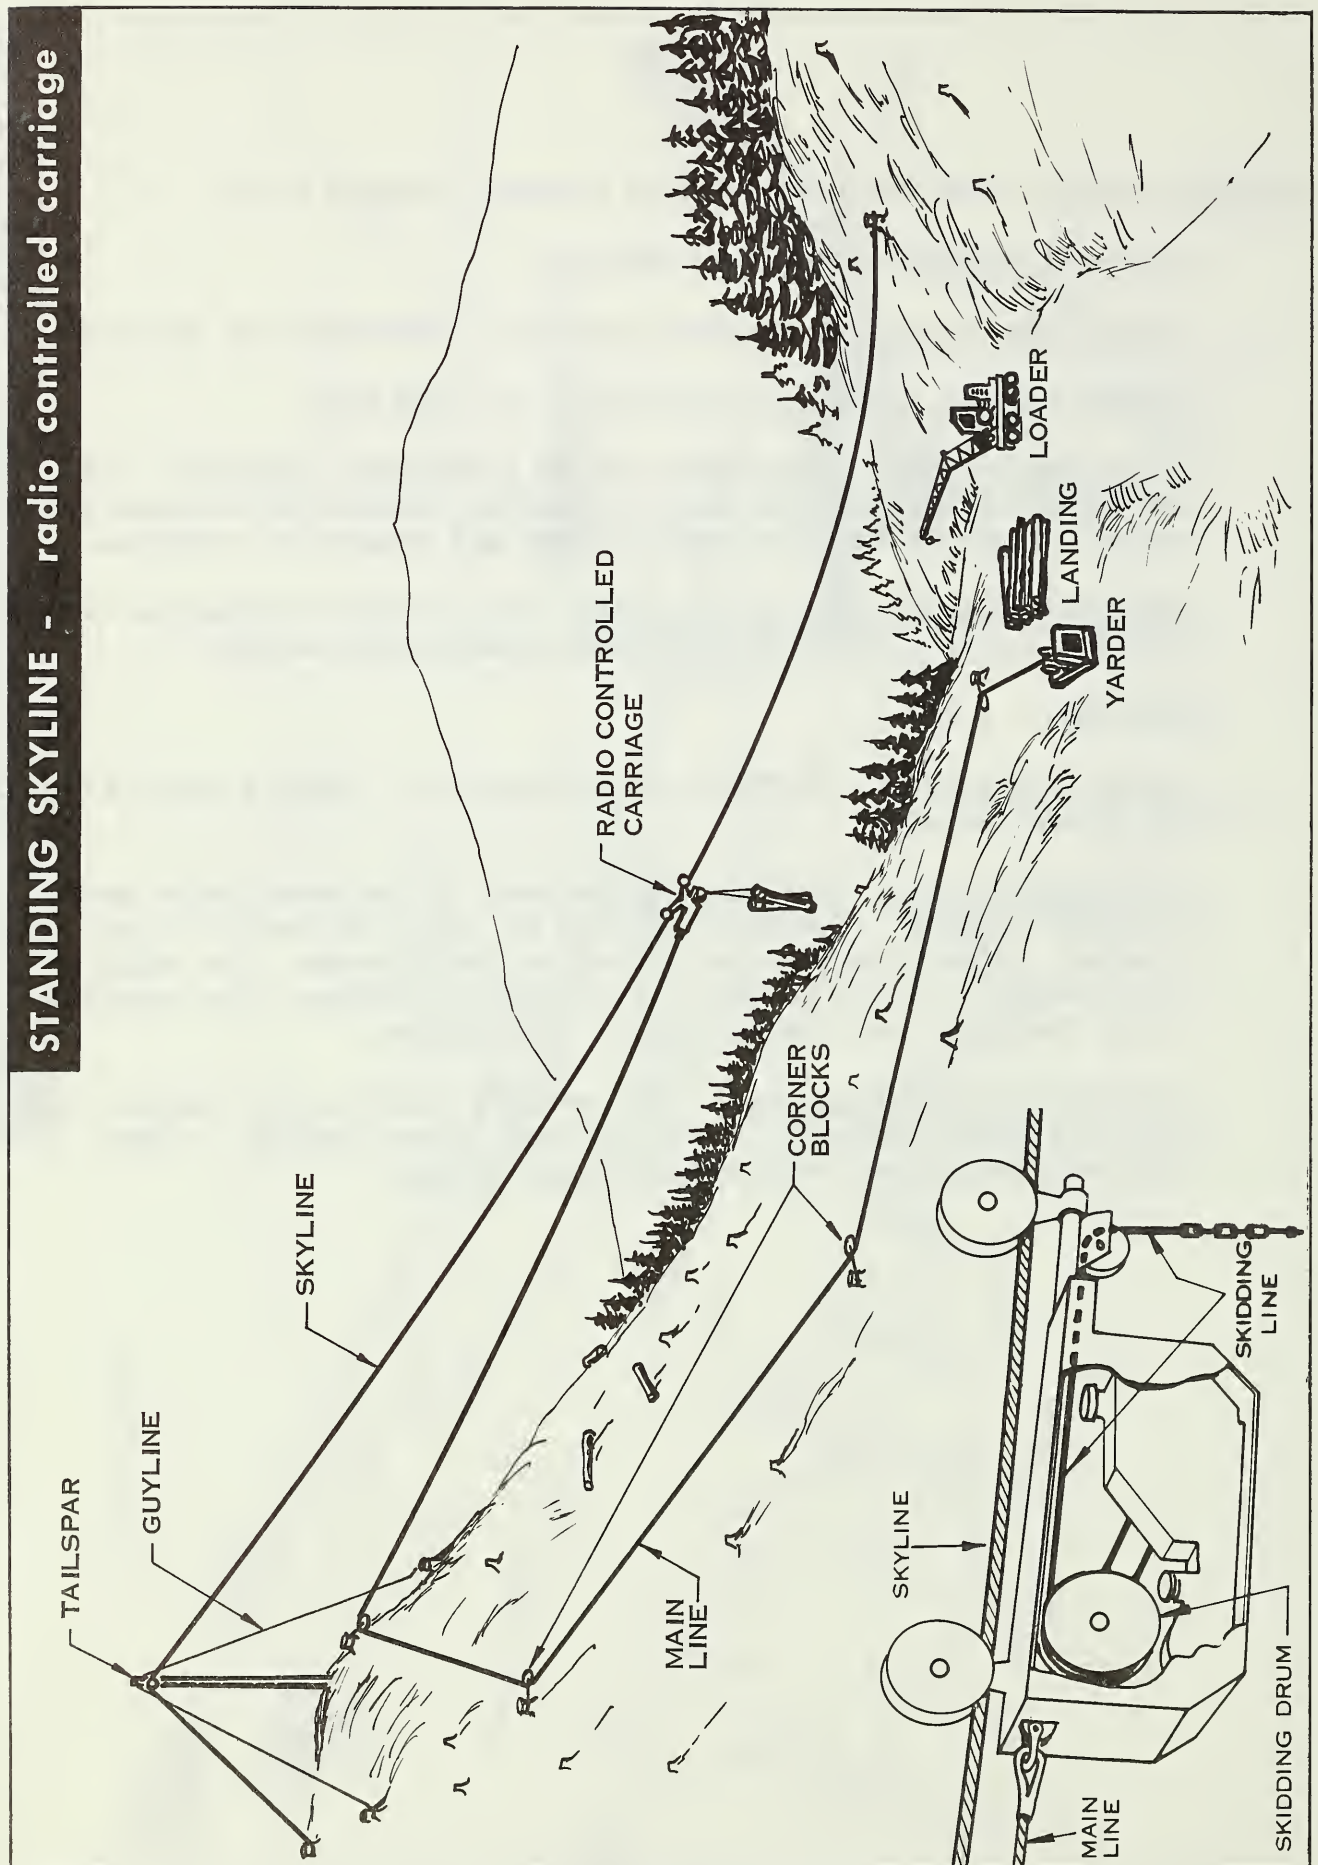 STANDING SKYLINE - radio controlled carriage
TAILSPAR
GUYLINE
SKYLINE
RADIO CONTROLLED
CARRIAGE
MAIN
LINE
CORNER
BLOCKS
YARDER
LANDING
LOADER
SKYLINE
MAIN
LINE
SKIDDING DRUM
SKIDDING
LINE